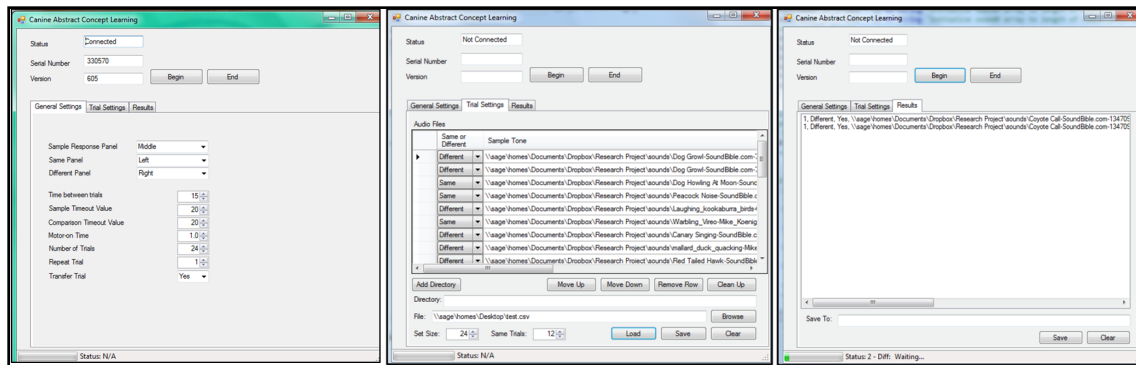 Canine Abstract Concept Learning
Status Connected
Serial Number 330570
Version 605 Begin End
General Settings Trial Settings Results
Sample Response Panel Middle
Same Panel Left
Different Panel Right
Time between trials 15
Sample Timeout Value 20
Comparison Timeout Value 20
Motor-on Time 1.0
Number of Trials 24
Repeat Trial 1
Transfer Trial Yes
Status: N/A
Canine Abstract Concept Learning
Status Not Connected
Serial Number
Version Begin End
General Settings Trial Settings Results
Audio Files
Same or Different Sample Tone
Different \\sage\homes\Documents\Dropbox\Research Project\sounds\Dog Growl-SoundBible.com-
Different \\sage\homes\Documents\Dropbox\Research Project\sounds\Dog Growl-SoundBible.com-
Same \\sage\homes\Documents\Dropbox\Research Project\sounds\Dog Howling At Moon-Sound
Same \\sage\homes\Documents\Dropbox\Research Project\sounds\Peacock Noise-SoundBible.c
Different \\sage\homes\Documents\Dropbox\Research Project\sounds\Laughing_kookaburra_birds
Same \\sage\homes\Documents\Dropbox\Research Project\sounds\Warbling_Vireo-Mike_Koenig
Different \\sage\homes\Documents\Dropbox\Research Project\sounds\Canary Singing-SoundBible.c
Different \\sage\homes\Documents\Dropbox\Research Project\sounds\mallard_duck_quacking-Mike
Different \\sage\homes\Documents\Dropbox\Research Project\sounds\Red Tailed Hawk-SoundBibl
Add Directory Move Up Move Down Remove Row Clean Up
Directory:
File: \\sage\homes\Desktop\test.csv Browse
Set Size: 24 Same Trials: 12 Load Save Clear
Status: N/A
Canine Abstract Concept Learning
Status Not Connected
Serial Number
Version Begin End
General Settings Trial Settings Results
1, Different, Yes, \\sage\homes\Documents\Dropbox\Research Project\sounds\Coyote Call-SoundBible.com-134709
1, Different, Yes, \\sage\homes\Documents\Dropbox\Research Project\sounds\Coyote Call-SoundBible.com-134709
Save To:
Save Clear
Status: 2 - Diff: Waiting...